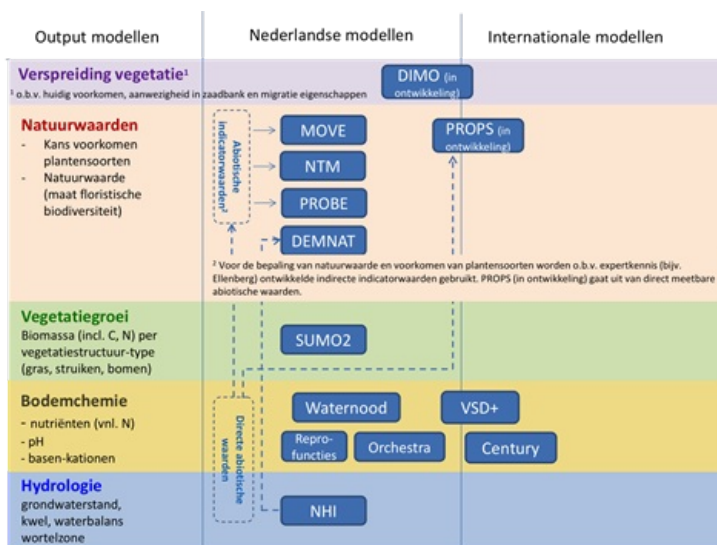 Output modellen
Nederlandse modellen
Internationale modellen
Verspreiding vegetatie¹
¹ o.b.v. huidig voorkomen, aanwezigheid in zaadbank en migratie eigenschappen
DIMO (in
ontwikkeling)
Natuurwaarden
- Kans voorkomen
plantensoorten
- Natuurwaarde
(maat floristische
biodiversiteit)
Abiotische
indicatorwaarden²
MOVE
NTM
PROBE
DEMNAT
PROPS (in
ontwikkeling)
² Voor de bepaling van natuurwaarde en voorkomen van plantensoorten worden o.b.v. expertkennis (bijv.
Ellenberg) ontwikkelde indirecte indicatorwaarden gebruikt. PROPS (in ontwikkeling) gaat uit van direct meetbare
abiotische waarden.
Vegetatiegroei
Biomassa (incl. C, N) per
vegetatiestructuur-type
(gras, struiken, bomen)
SUMO2
Bodemchemie
- nutriënten (vnl. N)
- pH
- basen-kationen
Directe abiotische
waarden
Waternood
VSD+
Repro-
functies
Orchestra
Century
Hydrologie
grondwaterstand,
kwel, waterbalans
wortelzone
NHI